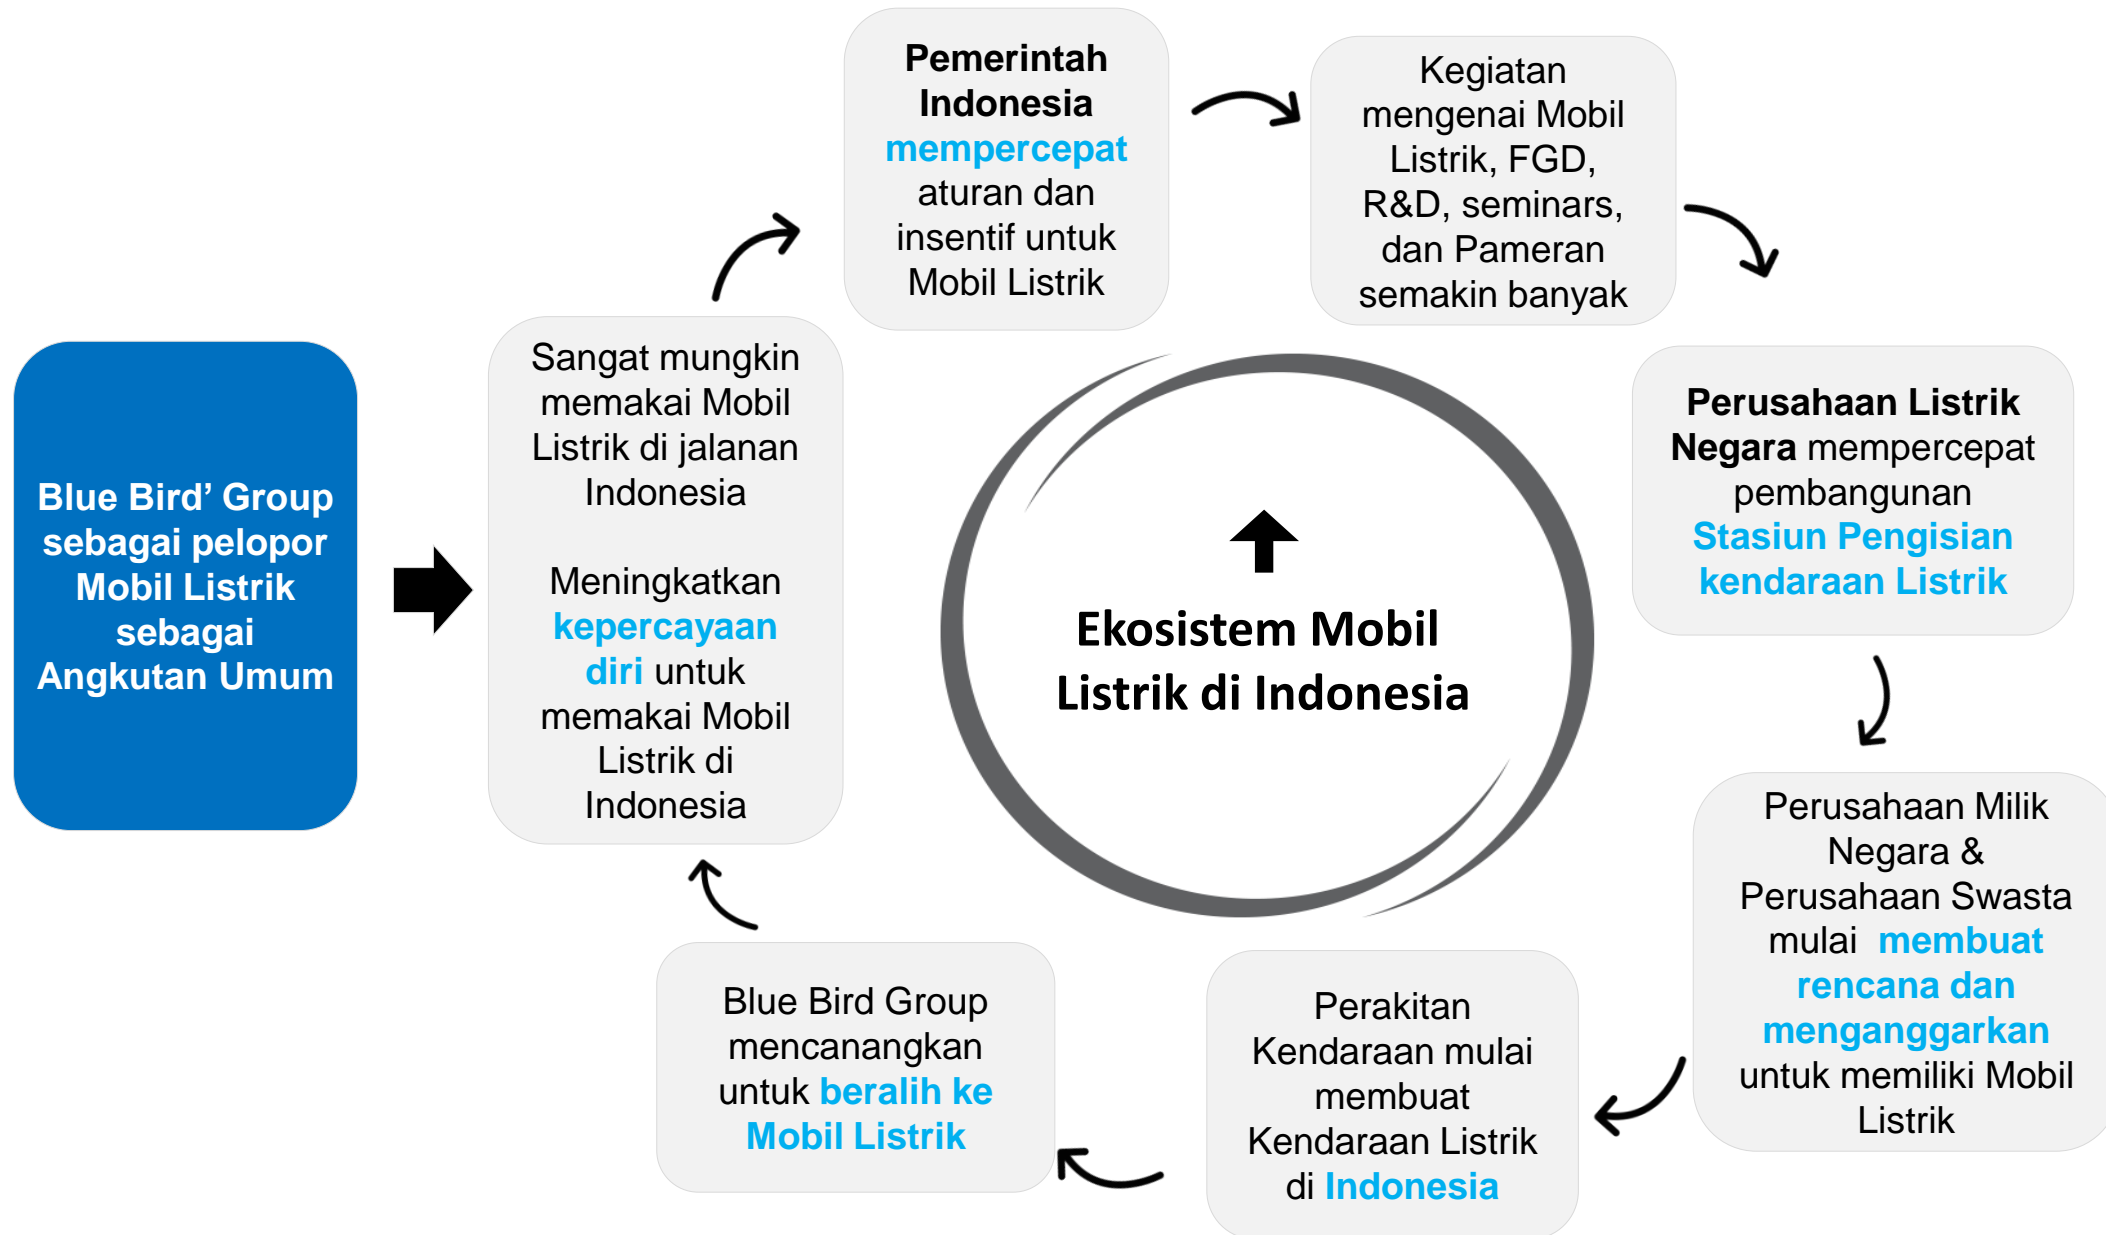 Blue Bird’ Group
sebagai pelopor
Mobil Listrik
sebagai
Angkutan Umum
Sangat mungkin
memakai Mobil
Listrik di jalanan
Indonesia
Meningkatkan
kepercayaan
diri untuk
memakai Mobil
Listrik di
Indonesia
Pemerintah
Indonesia
mempercepat
aturan dan
insentif untuk
Mobil Listrik
Kegiatan
mengenai Mobil
Listrik, FGD,
R&D, seminars,
dan Pameran
semakin banyak
Perusahaan Listrik
Negara mempercepat
pembangunan
Stasiun Pengisian
kendaraan Listrik
Perusahaan Milik
Negara &
Perusahaan Swasta
mulai membuat
rencana dan
menganggarkan
untuk memiliki Mobil
Listrik
Perakitan
Kendaraan mulai
membuat
Kendaraan Listrik
di Indonesia
Blue Bird Group
mencanangkan
untuk beralih ke
Mobil Listrik
Ekosistem Mobil
Listrik di Indonesia